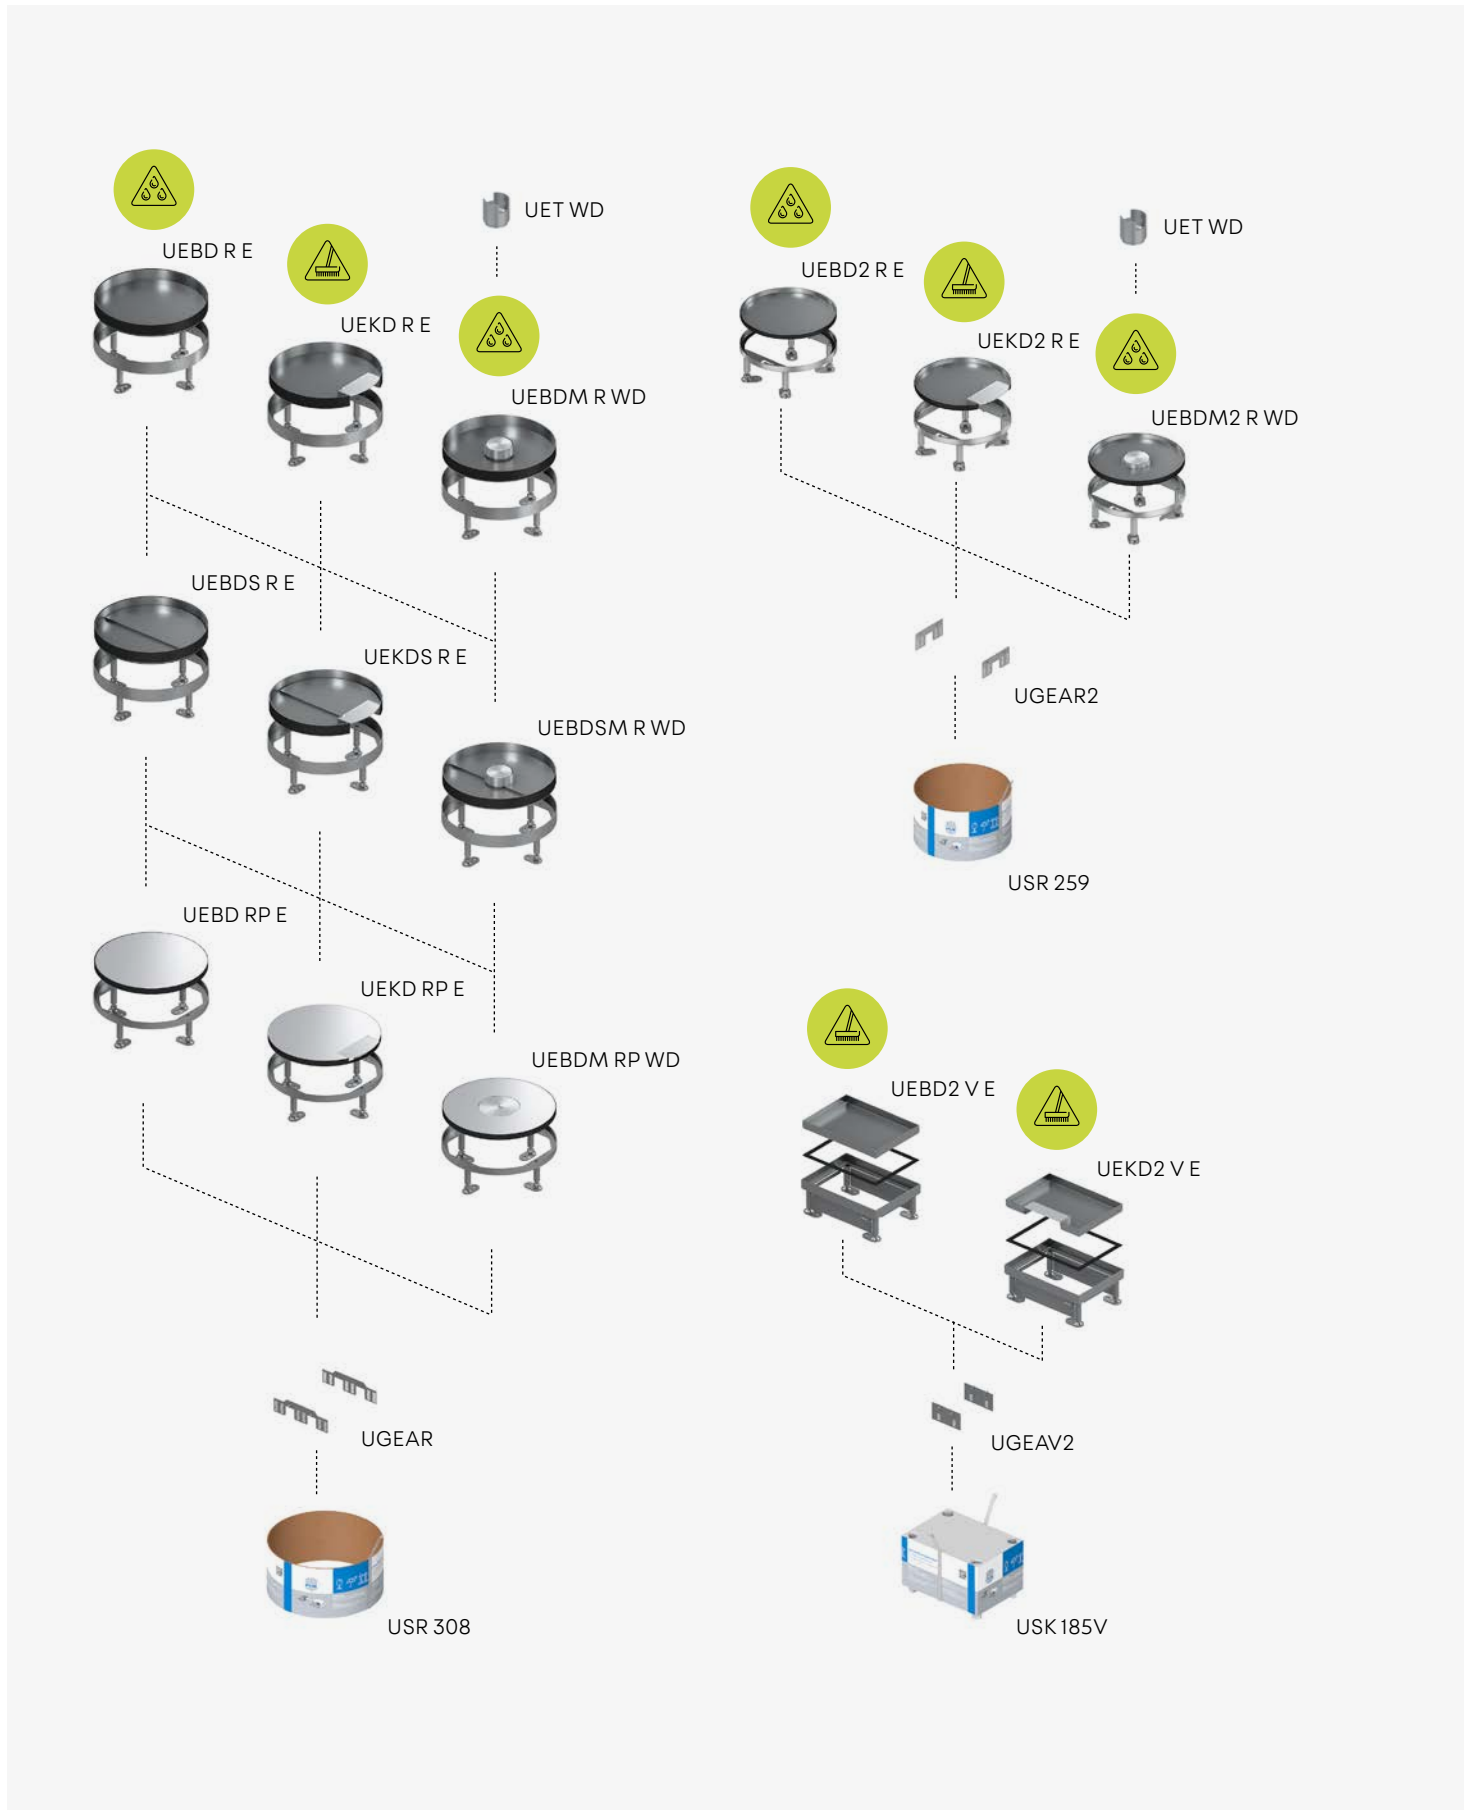 UEBD R E
UEKD R E
UET WD
UEBDM R WD
UEBDS R E
UEKDS R E
UEBDSM R WD
UEBD RP E
UEKD RP E
UEBDM RP WD
UGEAR
USR 308
UEBD2 R E
UEKD2 R E
UET WD
UEBDM2 R WD
UGEAR2
USR 259
UEBD2 V E
UEKD2 V E
UGEAV2
USK 185V